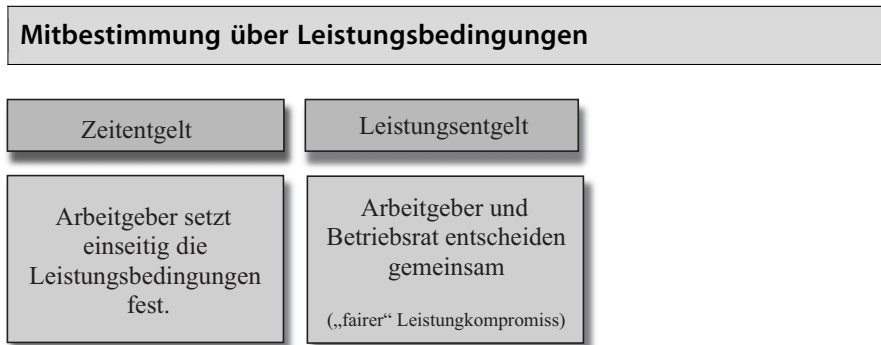 Mitbestimmung über Leistungsbedingungen
Zeitentgelt
Leistungsentgelt
Arbeitgeber setzt
einseitig die
Leistungsbedingungen
fest.
Arbeitgeber und
Betriebsrat entscheiden
gemeinsam
(„fairer“ Leistungkompromiss)